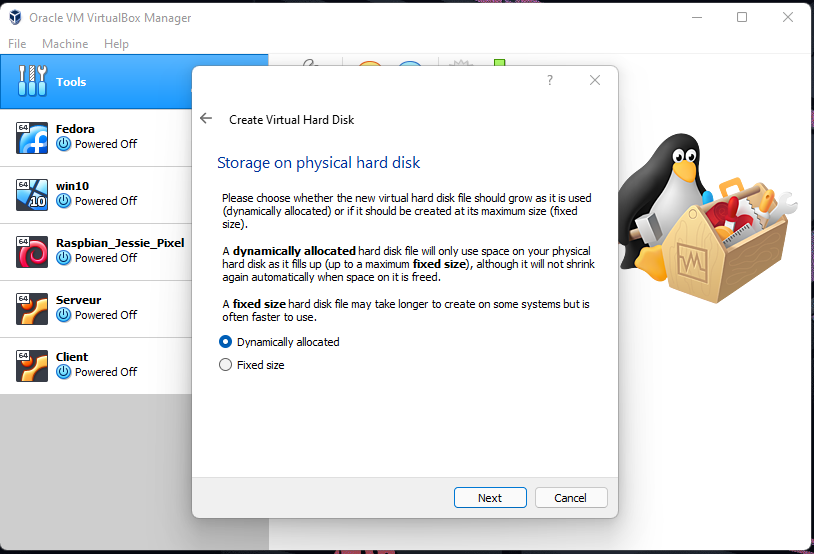 Oracle VM VirtualBox Manager
File Machine Help
Tools
64
Fedora
Powered Off
64
10
win10
Powered Off
64
Raspbian_Jessie_Pixel
Powered Off
64
Serveur
Powered Off
64
Client
Powered Off
?
Create Virtual Hard Disk
Storage on physical hard disk
Please choose whether the new virtual hard disk file should grow as it is used
(dynamically allocated) or if it should be created at its maximum size (fixed
size).
A dynamically allocated hard disk file will only use space on your physical
hard disk as it fills up (up to a maximum fixed size), although it will not shrink
again automatically when space on it is freed.
A fixed size hard disk file may take longer to create on some systems but is
often faster to use.
Dynamically allocated
Fixed size
Next Cancel